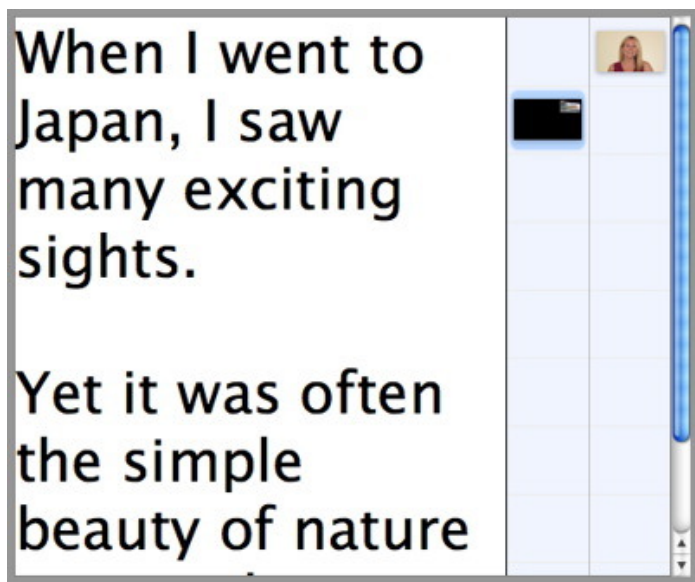 When I went to
Japan, I saw
many exciting
sights.
Yet it was often
the simple
beauty of nature